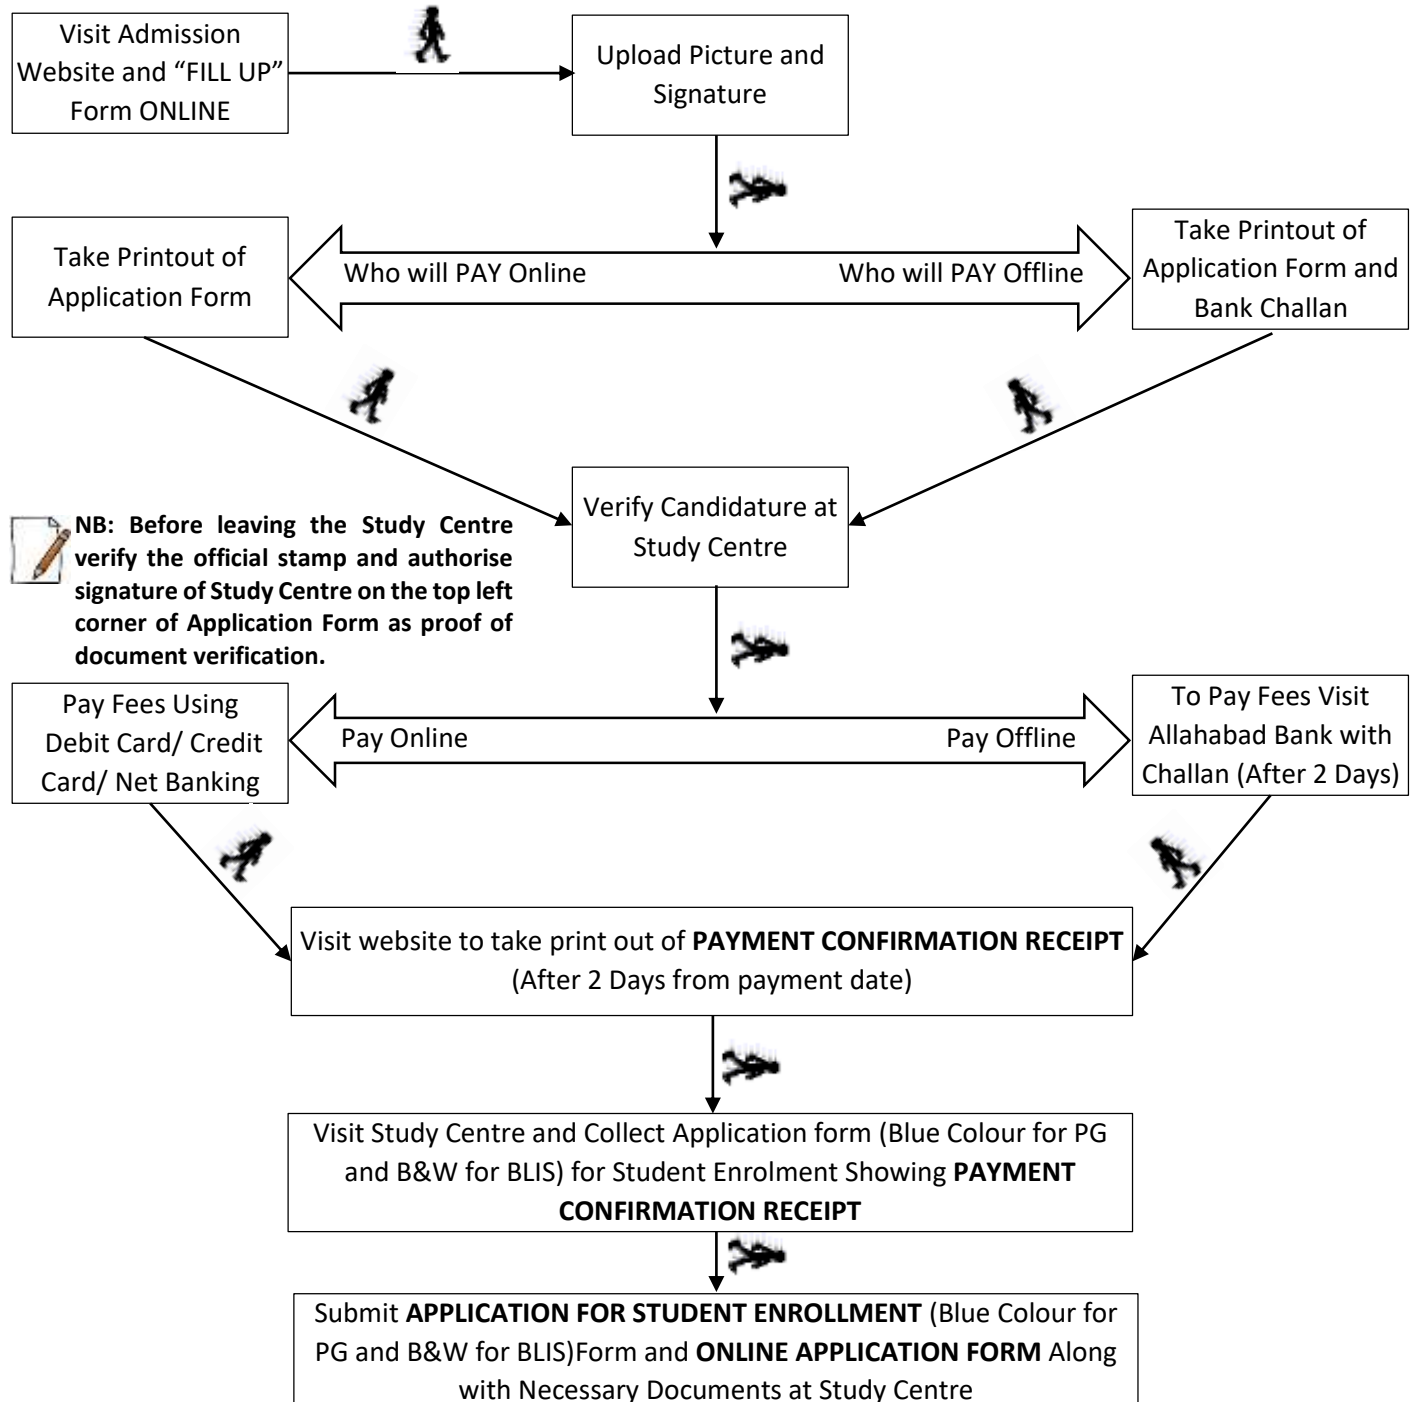 Visit Admission
Website and “FILL UP”
Form ONLINE
Upload Picture and
Signature
Take Printout of
Application Form
Who will PAY Online
Who will PAY Offline
Take Printout of
Application Form and
Bank Challan
Verify Candidature at
Study Centre
NB: Before leaving the Study Centre
verify the official stamp and authorise
signature of Study Centre on the top left
corner of Application Form as proof of
document verification.
Pay Fees Using
Debit Card/ Credit
Card/ Net Banking
Pay Online
Pay Offline
To Pay Fees Visit
Allahabad Bank with
Challan (After 2 Days)
Visit website to take print out of PAYMENT CONFIRMATION RECEIPT
(After 2 Days from payment date)
Visit Study Centre and Collect Application form (Blue Colour for PG
and B&W for BLIS) for Student Enrolment Showing PAYMENT
CONFIRMATION RECEIPT
Submit APPLICATION FOR STUDENT ENROLLMENT (Blue Colour for
PG and B&W for BLIS)Form and ONLINE APPLICATION FORM Along
with Necessary Documents at Study Centre